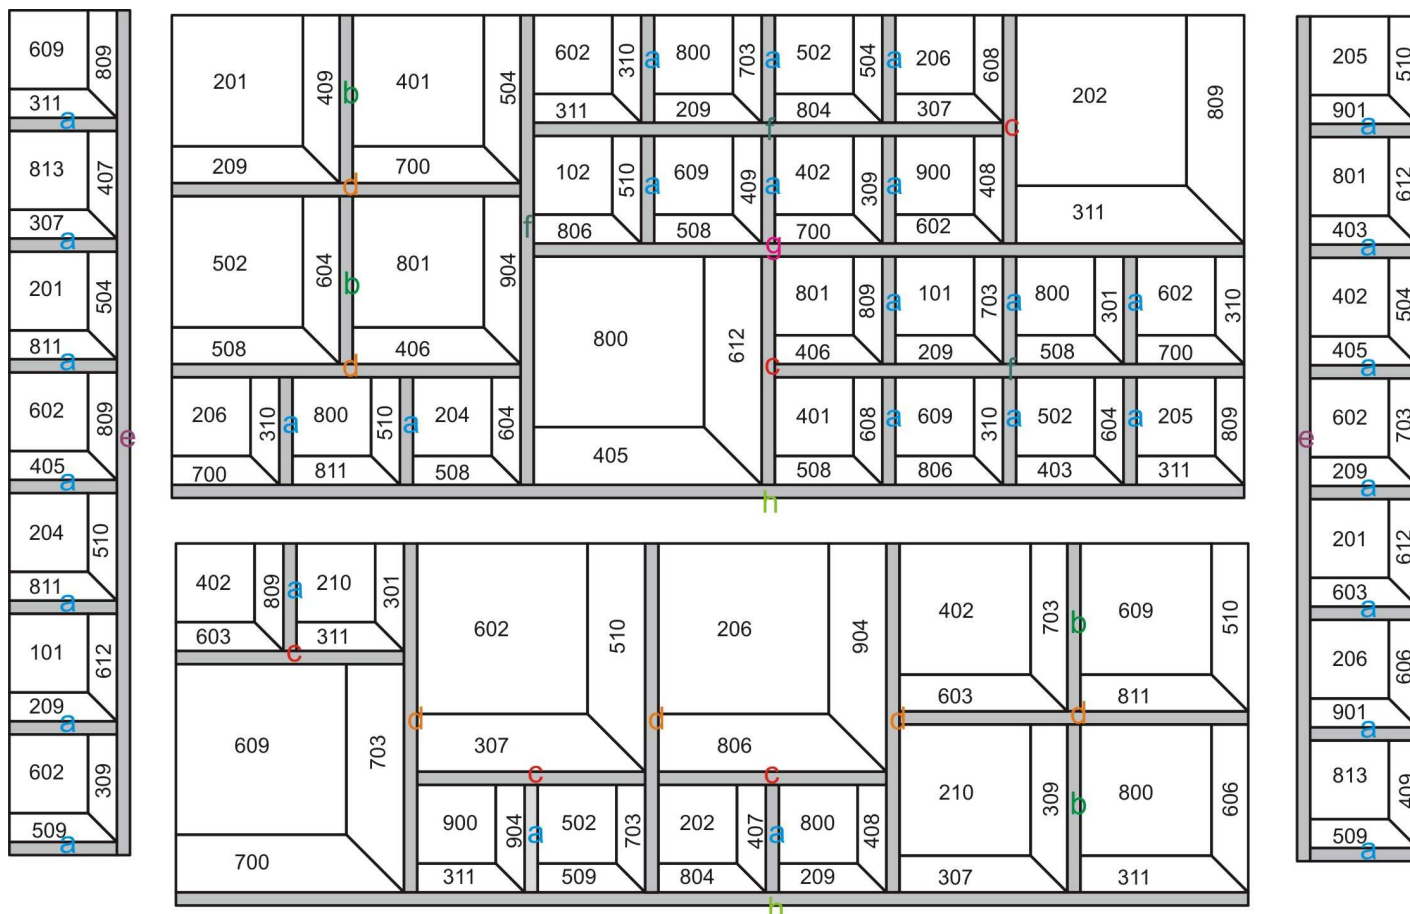 609 809
311
a
813 407
307
a
201 504
811
a
602 809
405
a
e
204 510
811
a
101 612
209
a
602 309
509
a
201 409 b 401 504
209 700
d
502 604 b 801 904
508 406
d
206 310 a 800 510 a 204 604
700 811 508
f
602 310 a 800 703 a 502 504 a 206 608
311 209 804 307
f
c
202 809
311
102 510 a 609 409 a 402 309 a 900 408
806 508 700 602
g
800 612
405
c
801 809 a 101 703 a 800 301 a 602 310
406 209 508 700
f
401 608 a 609 310 a 502 604 a 205 809
508 806 403 311
h
402 809 a 210 301
603 311
c
609 703
700
d
602 510
307
c
900 904 a 502 703
311 509
d
206 904
806
c
202 407 a 800 408
804 209
d
402 703 b 609 510
603 811
d
210 309 b 800 606
307 311
h
205 510
901
a
801 612
403
a
402 504
405
a
602 703
209
a
e
201 612
603
a
206 606
901
a
813 409
509
a